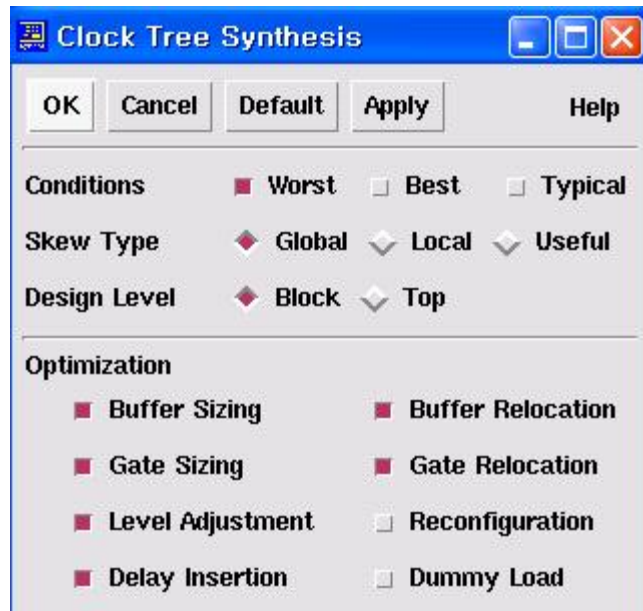 Clock Tree Synthesis
OK Cancel Default Apply Help
Conditions Worst Best Typical
Skew Type Global Local Useful
Design Level Block Top
Optimization
Buffer Sizing Buffer Relocation
Gate Sizing Gate Relocation
Level Adjustment Reconfiguration
Delay Insertion Dummy Load